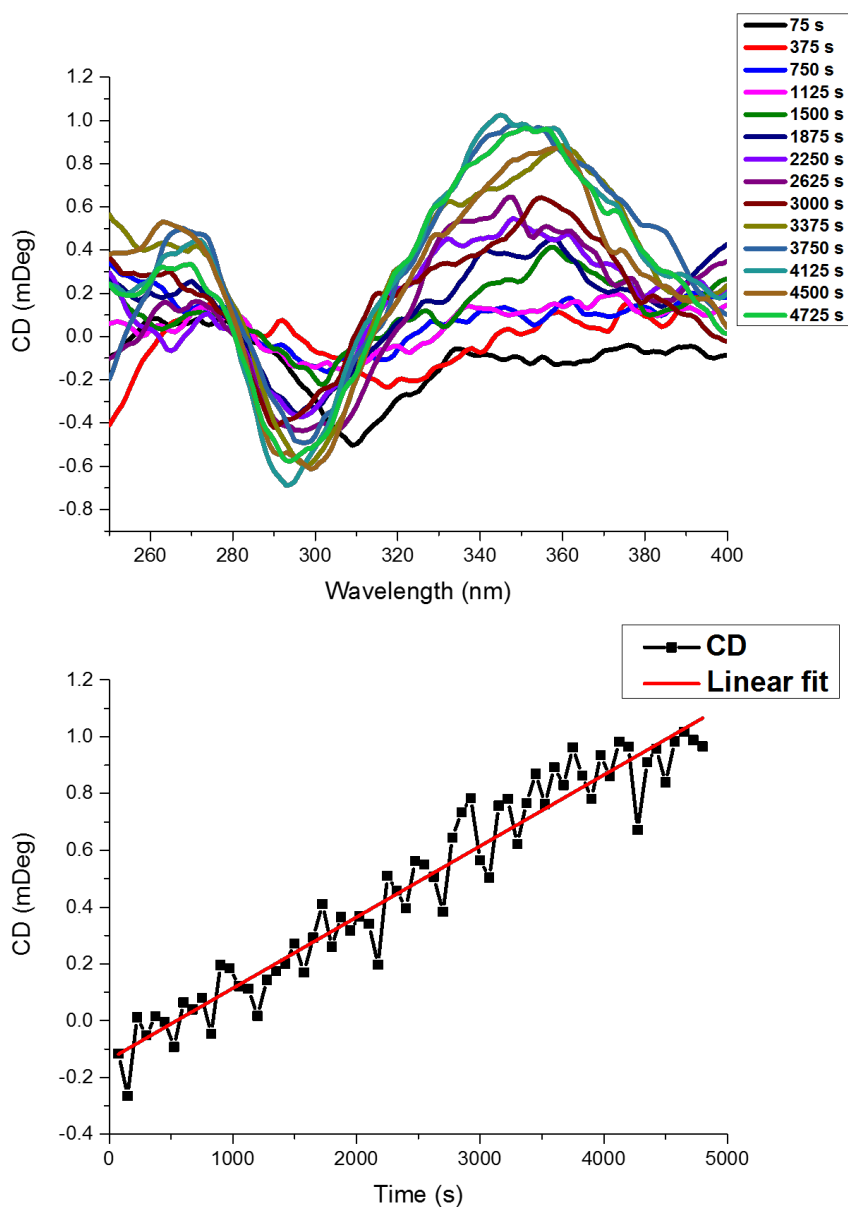 75 s
375 s
750 s
1125 s
1500 s
1875 s
2250 s
2625 s
3000 s
3375 s
3750 s
4125 s
4500 s
4725 s
1.2
1.0
0.8
0.6
0.4
0.2
0.0
-0.2
-0.4
-0.6
-0.8
CD (mDeg)
260 280 300 320 340 360 380 400
Wavelength (nm)
CD
Linear fit
1.2
1.0
0.8
0.6
0.4
0.2
0.0
-0.2
-0.4
CD (mDeg)
0 1000 2000 3000 4000 5000
Time (s)